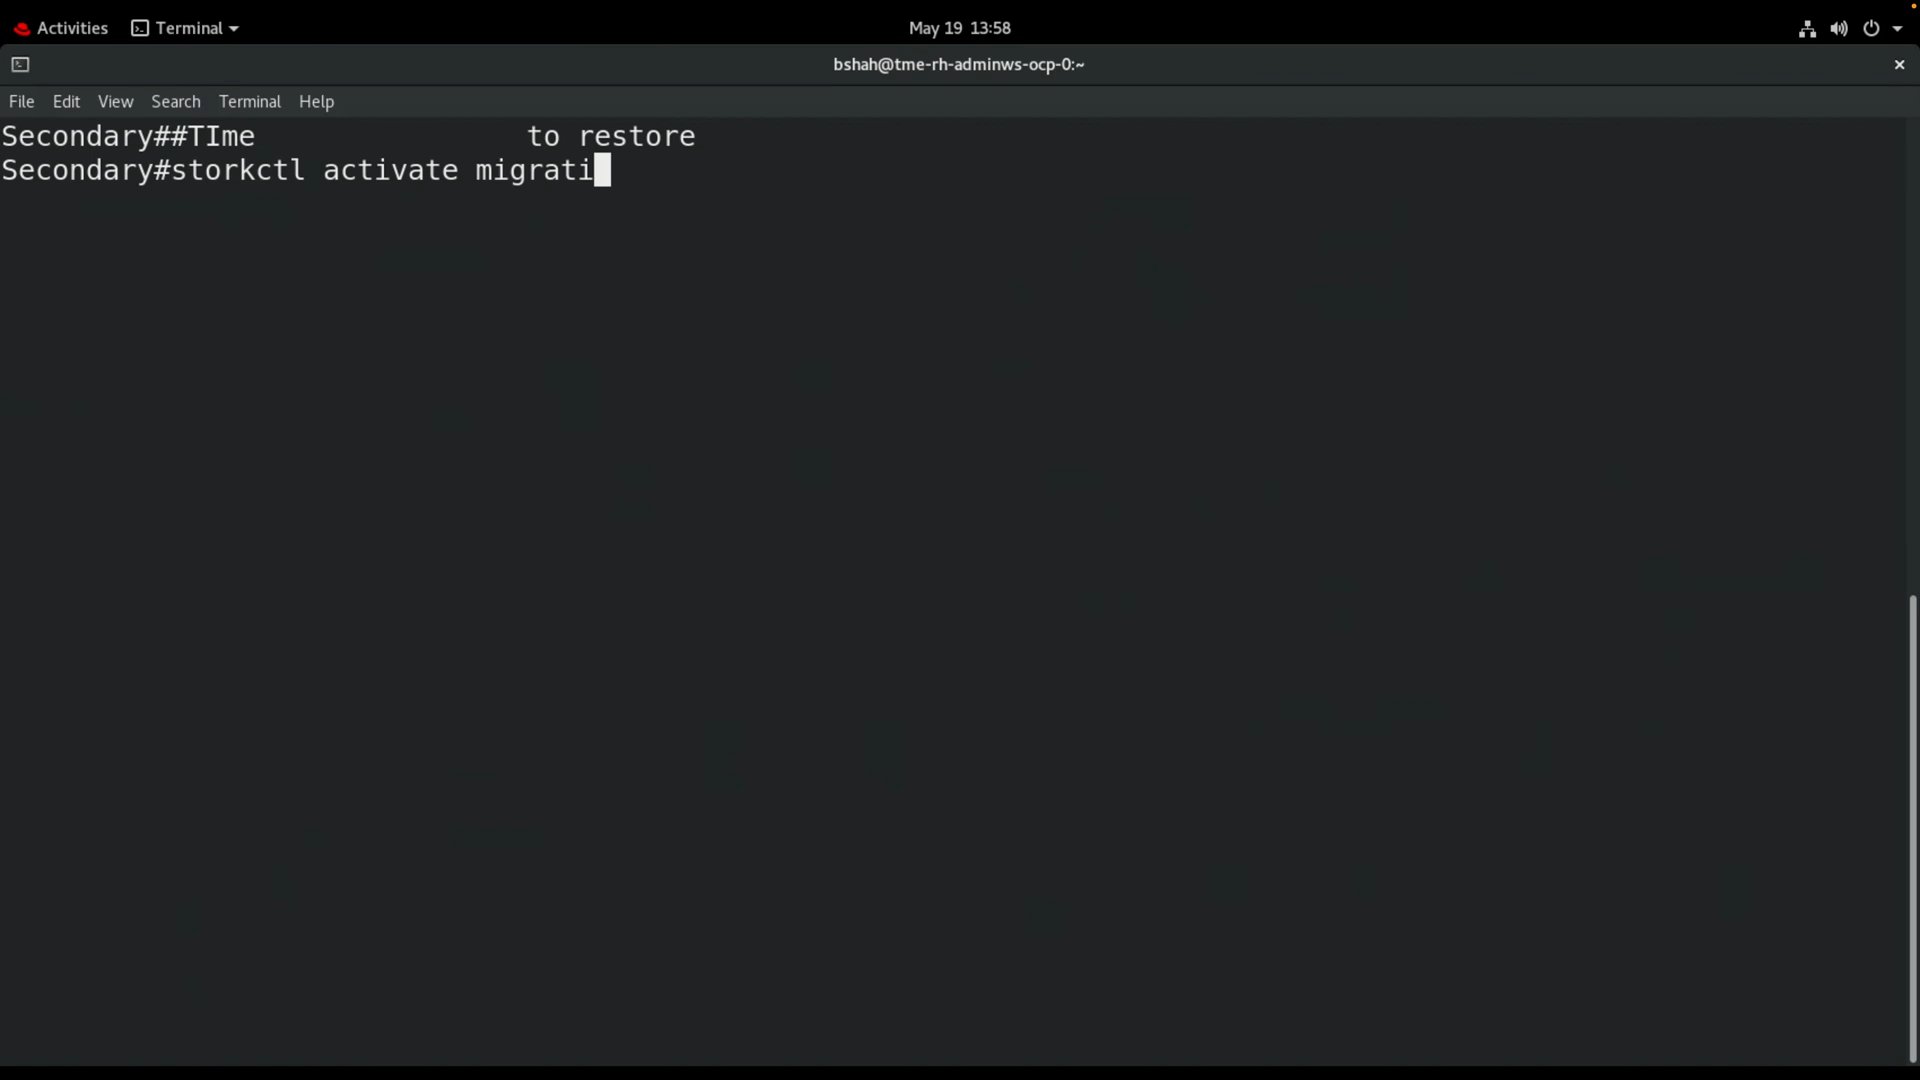 Activities Terminal May 19 13:58
bshah@tme-rh-adminws-ocp-0:~
File Edit View Search Terminal Help
Secondary##TIme to restore
Secondary#storkctl activate migrati